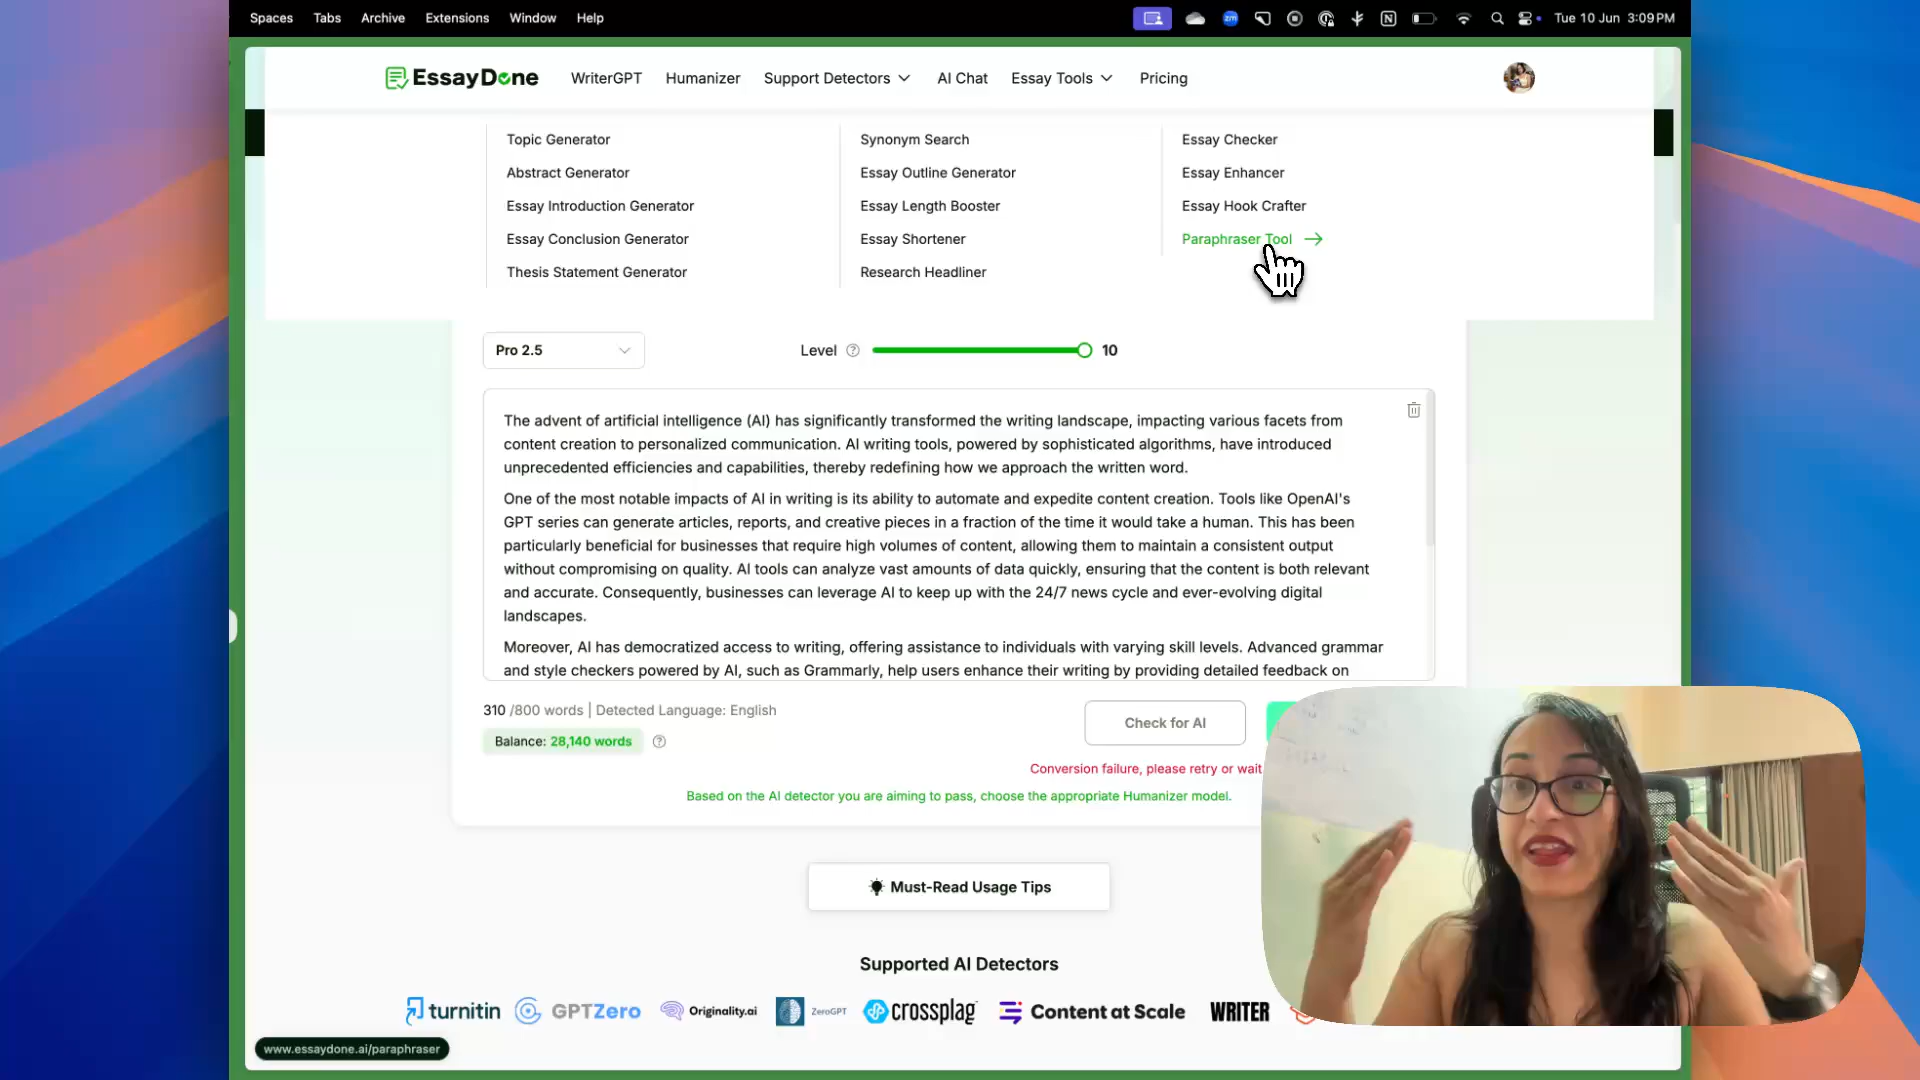 Spaces Tabs Archive Extensions Window Help
zm
Tue 10 Jun 3:09 PM
EssayDone WriterGPT Humanizer Support Detectors AI Chat Essay Tools Pricing
Topic Generator Synonym Search Essay Checker
Abstract Generator Essay Outline Generator Essay Enhancer
Essay Introduction Generator Essay Length Booster Essay Hook Crafter
Essay Conclusion Generator Essay Shortener Paraphraser Tool
Thesis Statement Generator Research Headliner
Pro 2.5 Level 10
The advent of artificial intelligence (AI) has significantly transformed the writing landscape, impacting various facets from
content creation to personalized communication. AI writing tools, powered by sophisticated algorithms, have introduced
unprecedented efficiencies and capabilities, thereby redefining how we approach the written word.
One of the most notable impacts of AI in writing is its ability to automate and expedite content creation. Tools like OpenAI's
GPT series can generate articles, reports, and creative pieces in a fraction of the time it would take a human. This has been
particularly beneficial for businesses that require high volumes of content, allowing them to maintain a consistent output
without compromising on quality. AI tools can analyze vast amounts of data quickly, ensuring that the content is both relevant
and accurate. Consequently, businesses can leverage AI to keep up with the 24/7 news cycle and ever-evolving digital
landscapes.
Moreover, AI has democratized access to writing, offering assistance to individuals with varying skill levels. Advanced grammar
and style checkers powered by AI, such as Grammarly, help users enhance their writing by providing detailed feedback on
310 /800 words | Detected Language: English Check for AI
Balance: 28,140 words
Conversion failure, please retry or wait
Based on the AI detector you are aiming to pass, choose the appropriate Humanizer model.
Must-Read Usage Tips
Supported AI Detectors
turnitin GPTZero Originality.ai ZeroGPT crossplag Content at Scale WRITER
www.essaydone.ai/paraphraser